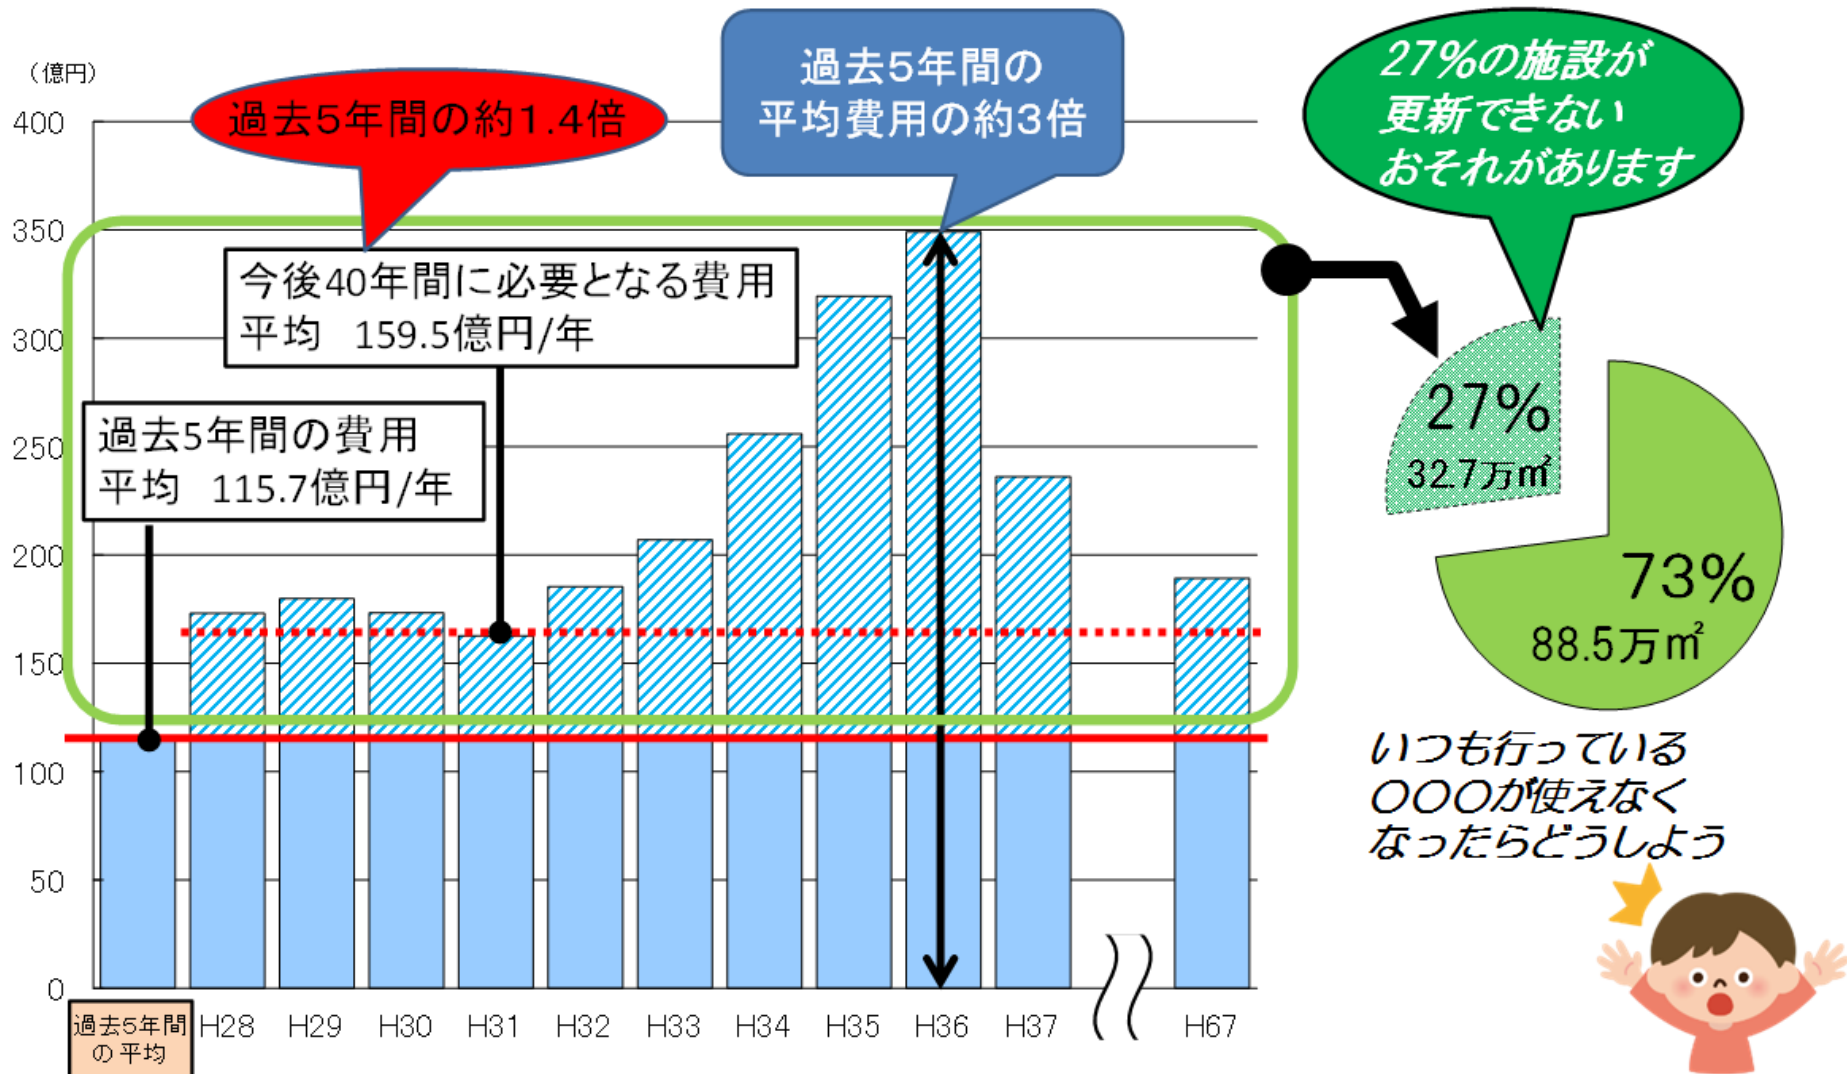 （億円）
過去5年間の約1.4倍
過去5年間の
平均費用の約3倍
27%の施設が
更新できない
おそれがあります
400
350
300
250
200
150
100
50
0
今後40年間に必要となる費用
平均 159.5億円/年
過去5年間の費用
平均 115.7億円/年
27%
32.7万㎡
73%
88.5万㎡
いつも行っている
〇〇〇が使えなく
なったらどうしよう
過去5年間
の平均
H28 H29 H30 H31 H32 H33 H34 H35 H36 H37 H67